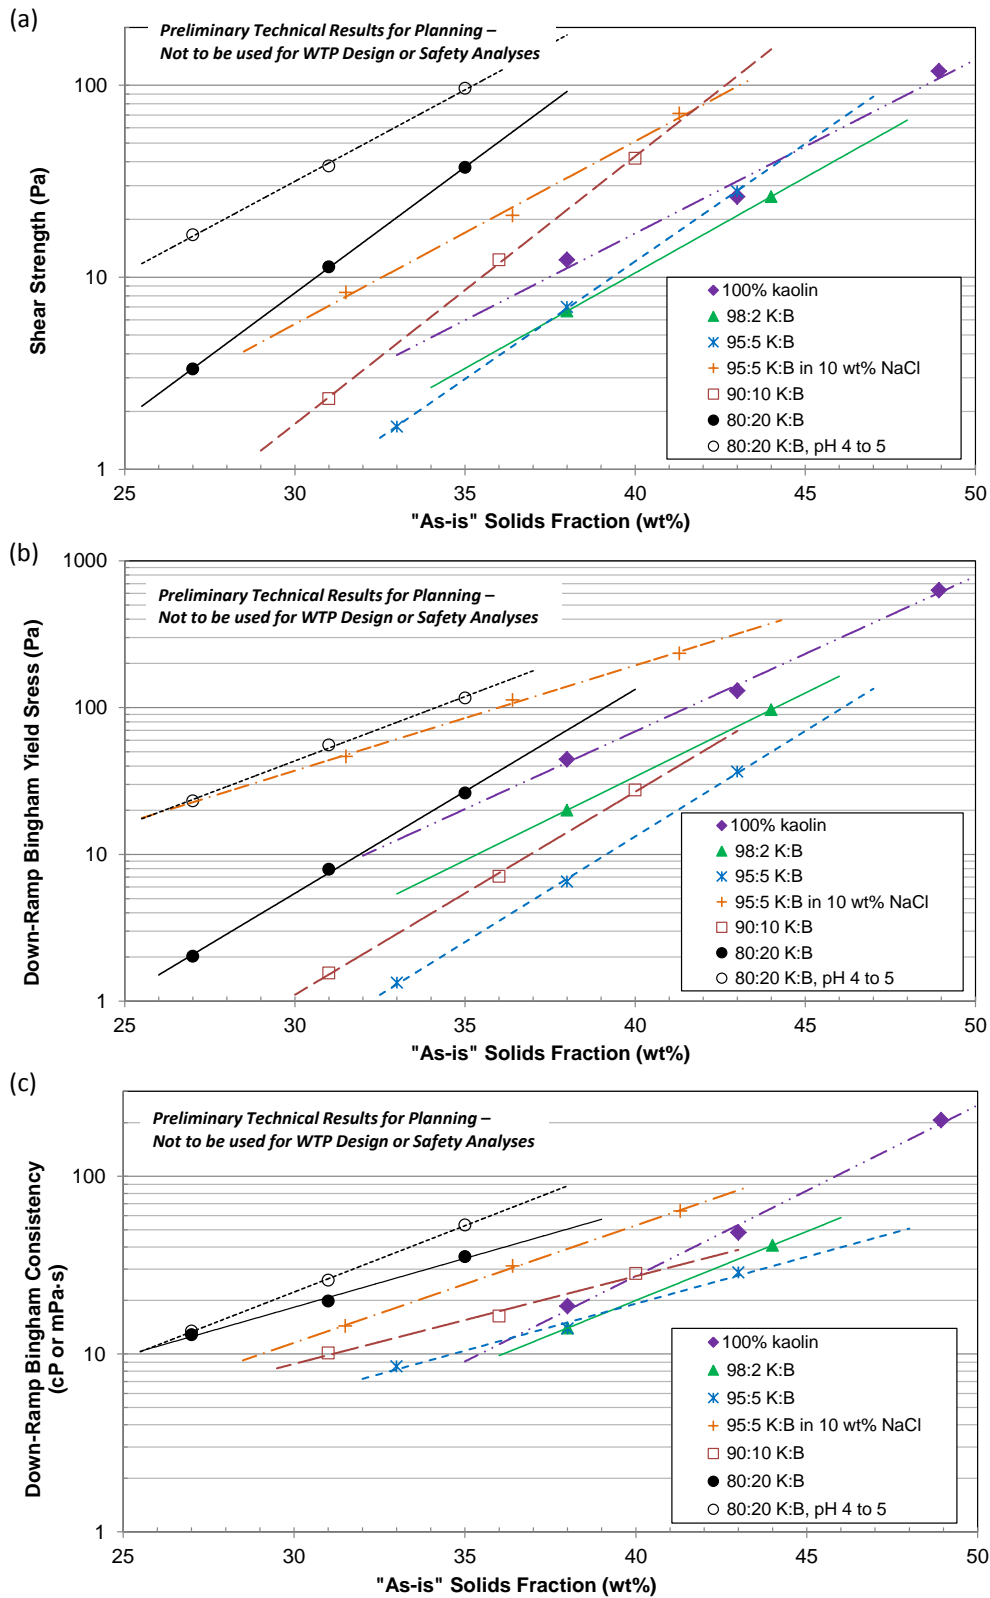 (a)
Preliminary Technical Results for Planning –
Not to be used for WTP Design or Safety Analyses
100
10
1
Shear Strength (Pa)
100% kaolin
98:2 K:B
95:5 K:B
95:5 K:B in 10 wt% NaCl
90:10 K:B
80:20 K:B
80:20 K:B, pH 4 to 5
25 30 35 40 45 50
"As-is" Solids Fraction (wt%)
(b)
Preliminary Technical Results for Planning –
Not to be used for WTP Design or Safety Analyses
1000
100
10
1
Down-Ramp Bingham Yield Sress (Pa)
100% kaolin
98:2 K:B
95:5 K:B
95:5 K:B in 10 wt% NaCl
90:10 K:B
80:20 K:B
80:20 K:B, pH 4 to 5
25 30 35 40 45 50
"As-is" Solids Fraction (wt%)
(c)
Preliminary Technical Results for Planning –
Not to be used for WTP Design or Safety Analyses
100
10
1
Down-Ramp Bingham Consistency
(cP or mPa·s)
100% kaolin
98:2 K:B
95:5 K:B
95:5 K:B in 10 wt% NaCl
90:10 K:B
80:20 K:B
80:20 K:B, pH 4 to 5
25 30 35 40 45 50
"As-is" Solids Fraction (wt%)